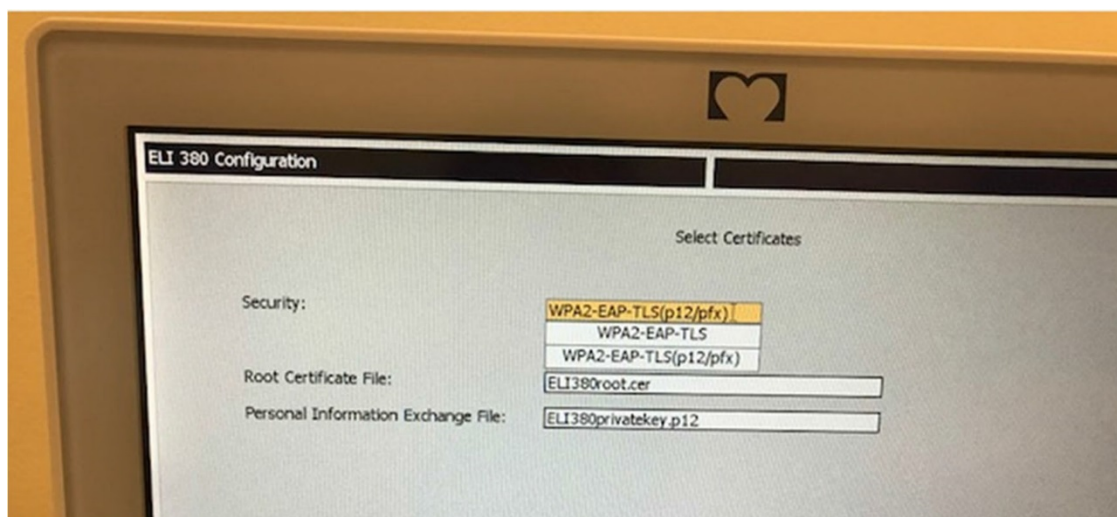 ELI 380 Configuration
Select Certificates
Security:
WPA2-EAP-TLS(p12/pfx)
WPA2-EAP-TLS
WPA2-EAP-TLS(p12/pfx)
Root Certificate File:
ELI380root.cer
Personal Information Exchange File:
ELI380privatekey.p12